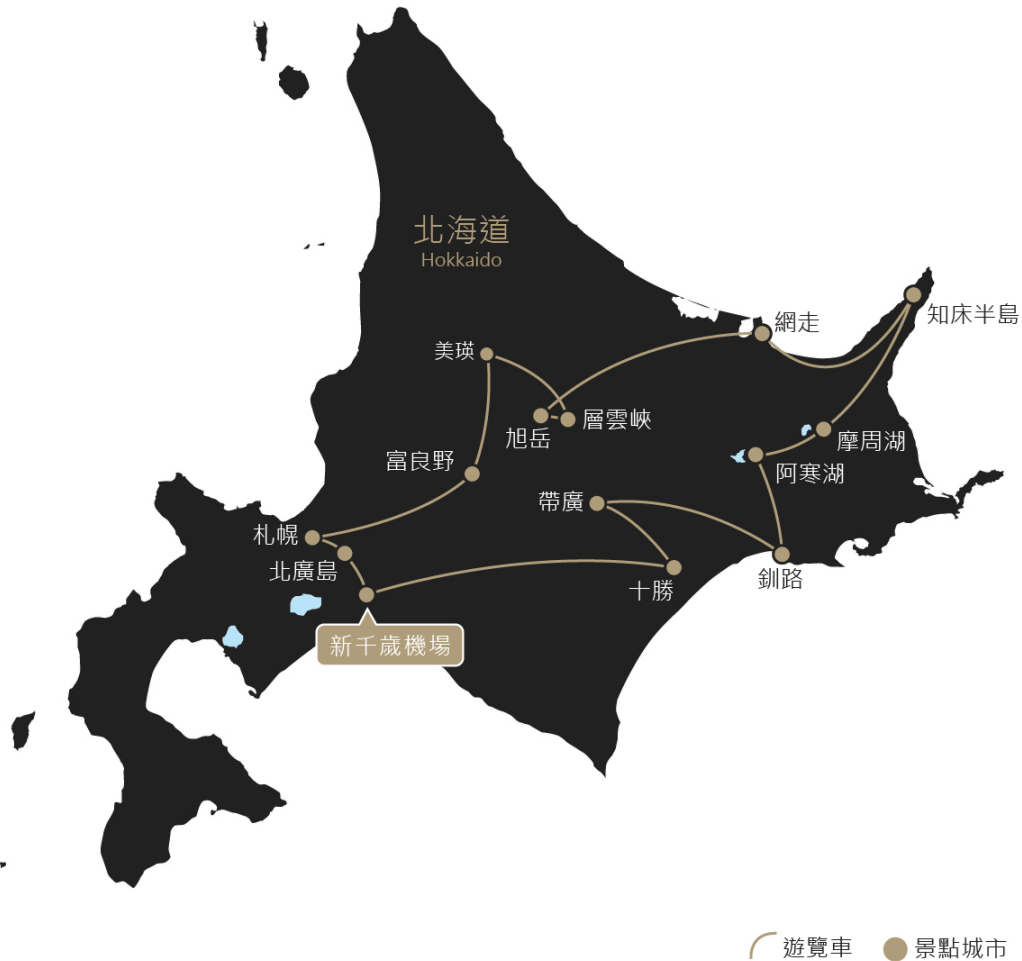 北海道
Hokkaido
知床半島
網走
美瑛
層雲峽
旭岳
摩周湖
富良野
阿寒湖
帶廣
札幌
北廣島
釧路
十勝
新千歲機場
遊覽車
景點城市